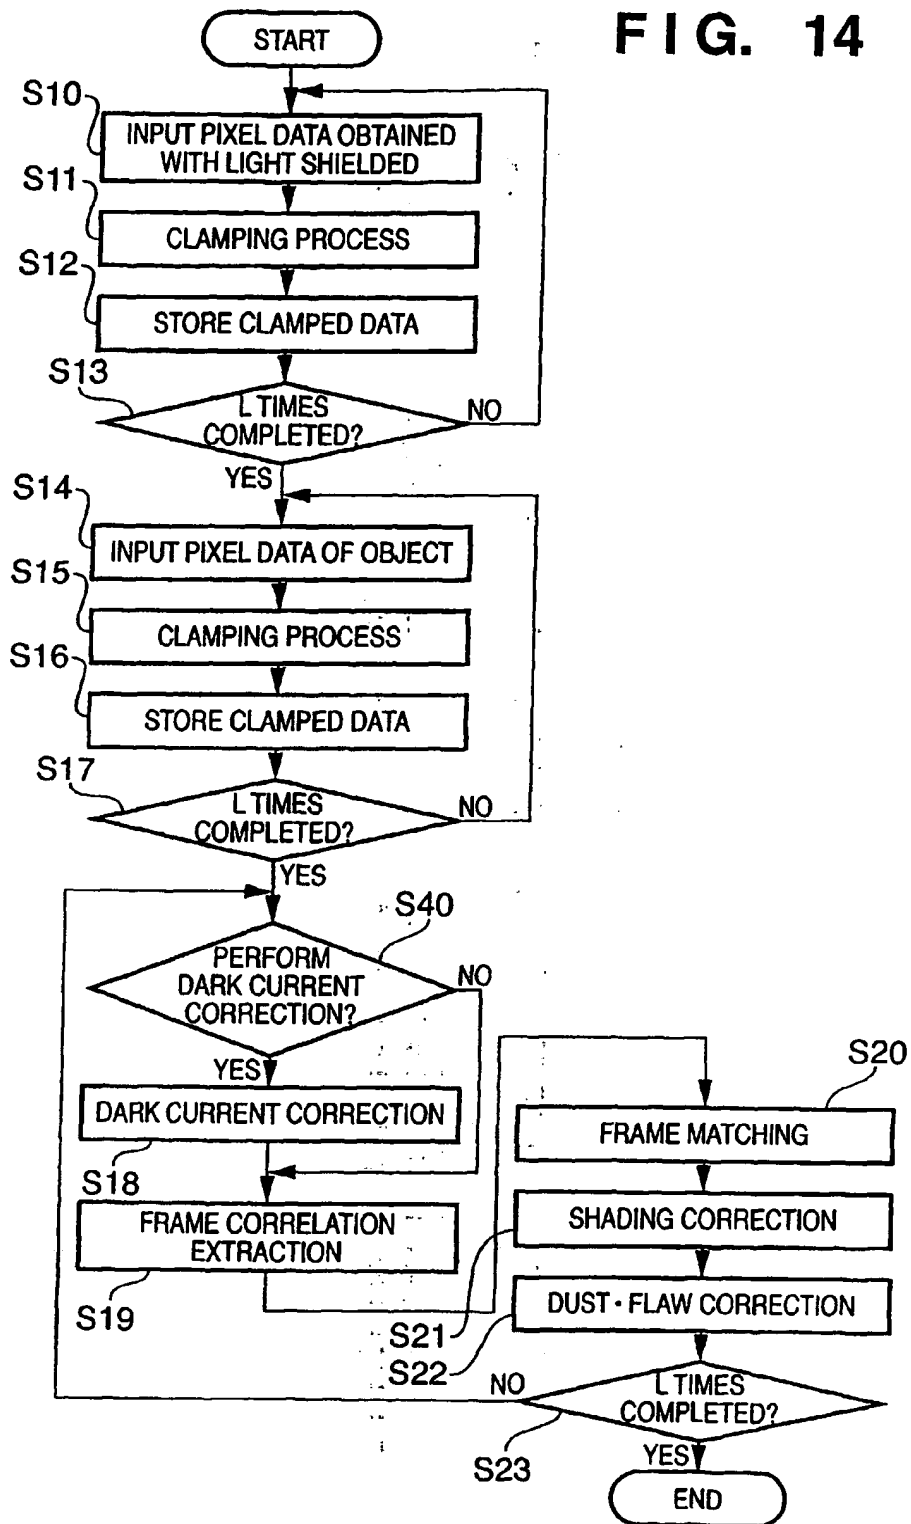 FIG. 14
START
S10
INPUT PIXEL DATA OBTAINED
WITH LIGHT SHIELDED
S11
CLAMPING PROCESS
S12
STORE CLAMPED DATA
S13
L TIMES
COMPLETED?
NO
YES
S14
INPUT PIXEL DATA OF OBJECT
S15
CLAMPING PROCESS
S16
STORE CLAMPED DATA
S17
L TIMES
COMPLETED?
NO
YES
S40
PERFORM
DARK CURRENT
CORRECTION?
NO
YES
DARK CURRENT CORRECTION
S18
FRAME CORRELATION
EXTRACTION
S19
S20
FRAME MATCHING
SHADING CORRECTION
S21
DUST · FLAW CORRECTION
S22
L TIMES
COMPLETED?
NO
S23
YES
END